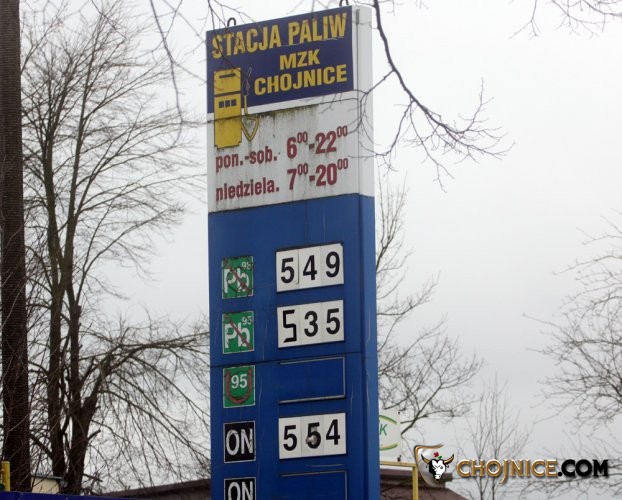 STACJA PALIW
MZK
CHOJNICE
pon.-sob. 6⁰⁰-22⁰⁰
niedziela. 7⁰⁰-20⁰⁰
Pb 98 549
Pb 95 535
95
ON 554
ON
CHOJNICE.COM